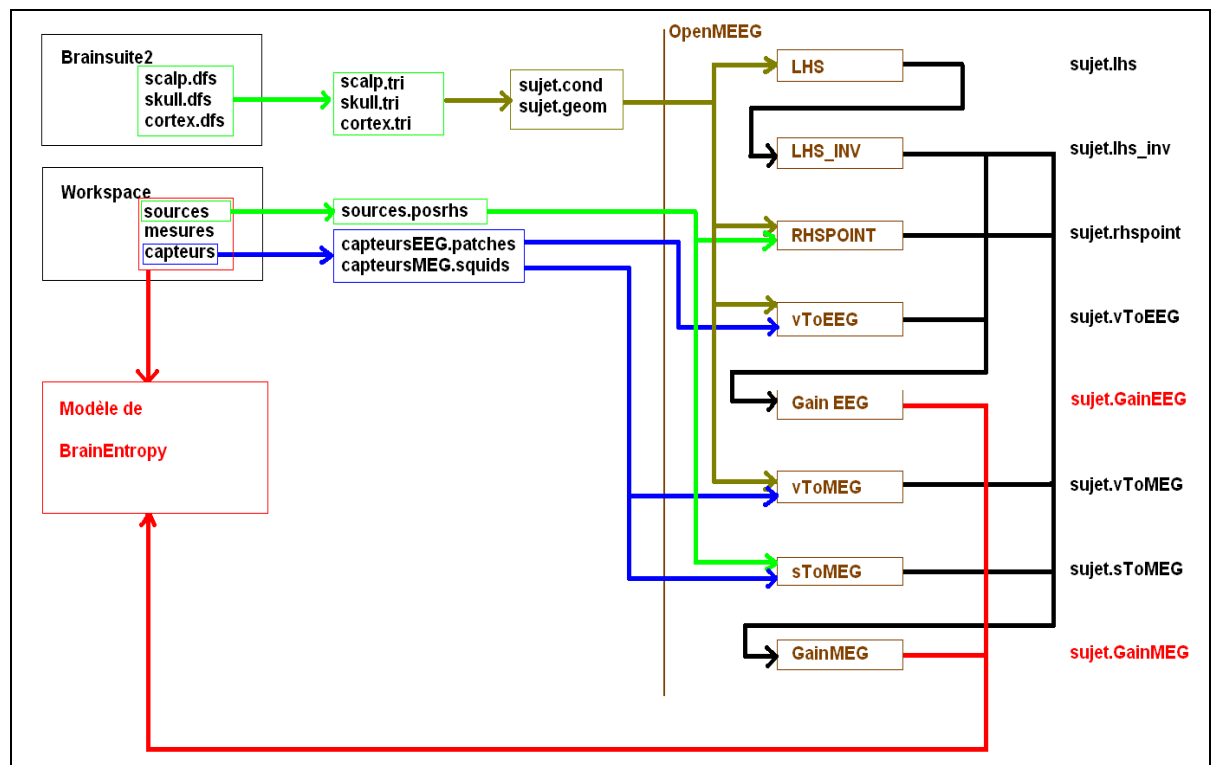 OpenMEEG
Brainsuite2
scalp.dfs
skull.dfs
cortex.dfs
scalp.tri
skull.tri
cortex.tri
sujet.cond
sujet.geom
LHS
sujet.lhs
LHS_INV
sujet.lhs_inv
Workspace
sources
mesures
capteurs
sources.posrhs
capteursEEG.patches
capteursMEG.squids
RHSPOINT
sujet.rhspoint
vToEEG
sujet.vToEEG
Gain EEG
sujet.GainEEG
Modèle de
BrainEntropy
vToMEG
sujet.vToMEG
sToMEG
sujet.sToMEG
GainMEG
sujet.GainMEG